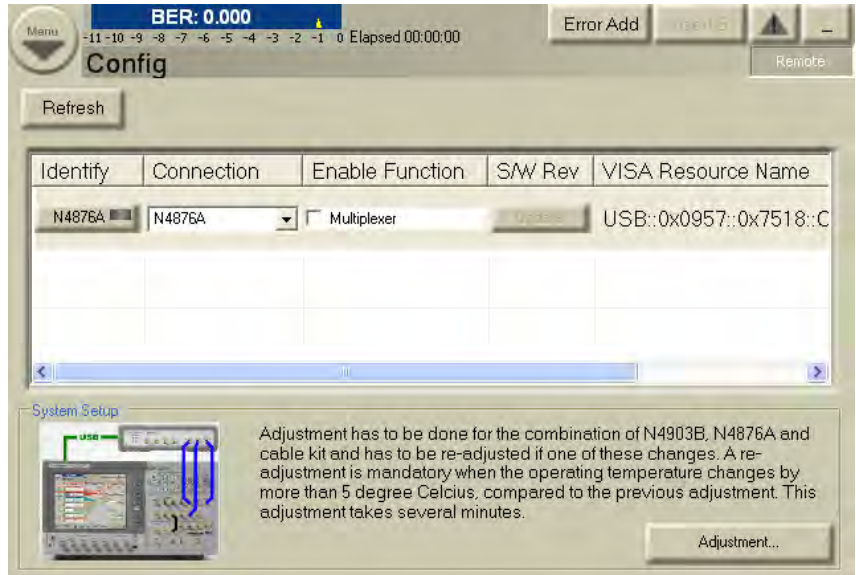 Menu
BER: 0.000
-11 -10 -9 -8 -7 -6 -5 -4 -3 -2 -1 0 Elapsed 00:00:00
Error Add
Remote
Config
Refresh
Identify Connection Enable Function S/W Rev VISA Resource Name
N4876A N4876A Multiplexer Update USB::0x0957::0x7518::C
System Setup
USB
Adjustment has to be done for the combination of N4903B, N4876A and
cable kit and has to be re-adjusted if one of these changes. A re-
adjustment is mandatory when the operating temperature changes by
more than 5 degree Celcius, compared to the previous adjustment. This
adjustment takes several minutes.
Adjustment...